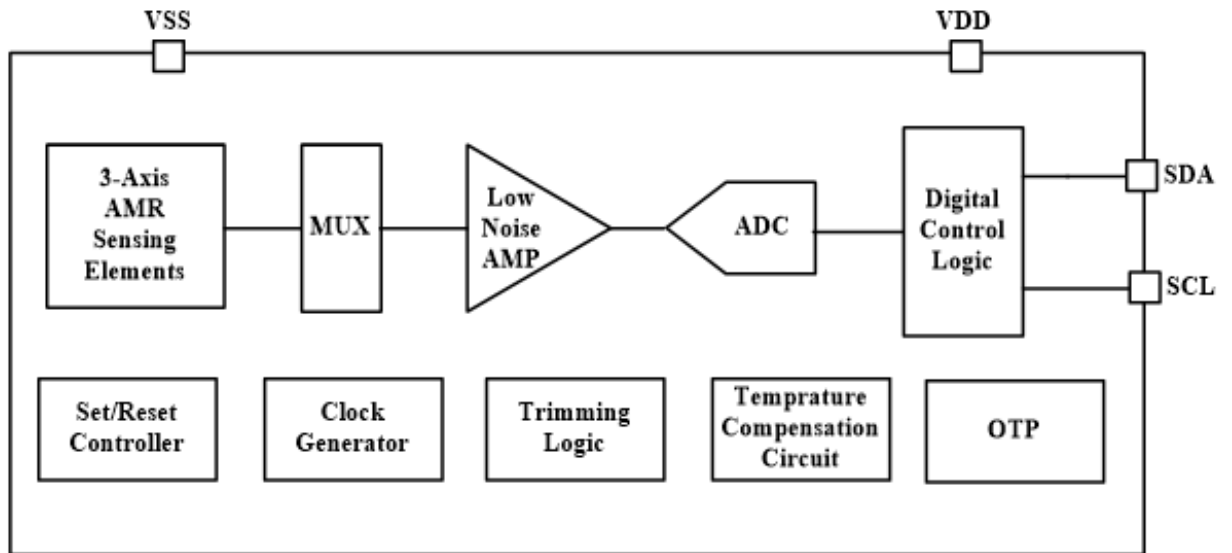 VSS
VDD
3-Axis
AMR
Sensing
Elements
MUX
Low
Noise
AMP
ADC
Digital
Control
Logic
SDA
SCL
Set/Reset
Controller
Clock
Generator
Trimming
Logic
Temprature
Compensation
Circuit
OTP